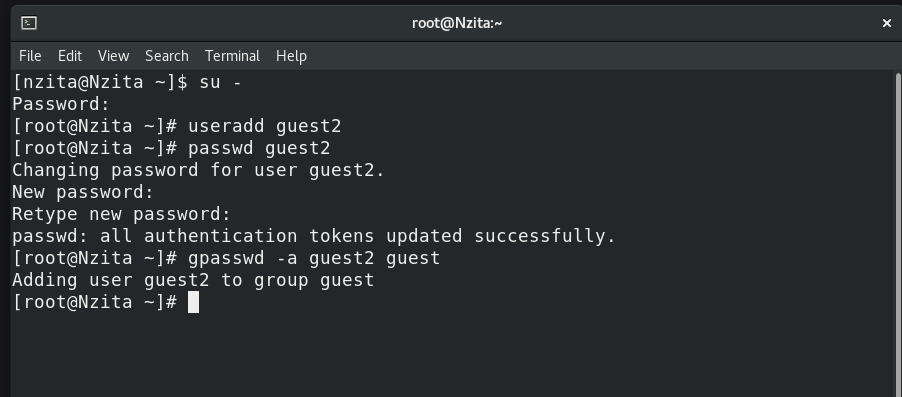 root@Nzita:~
File Edit View Search Terminal Help
[nzita@Nzita ~]$ su -
Password:
[root@Nzita ~]# useradd guest2
[root@Nzita ~]# passwd guest2
Changing password for user guest2.
New password:
Retype new password:
passwd: all authentication tokens updated successfully.
[root@Nzita ~]# gpasswd -a guest2 guest
Adding user guest2 to group guest
[root@Nzita ~]#